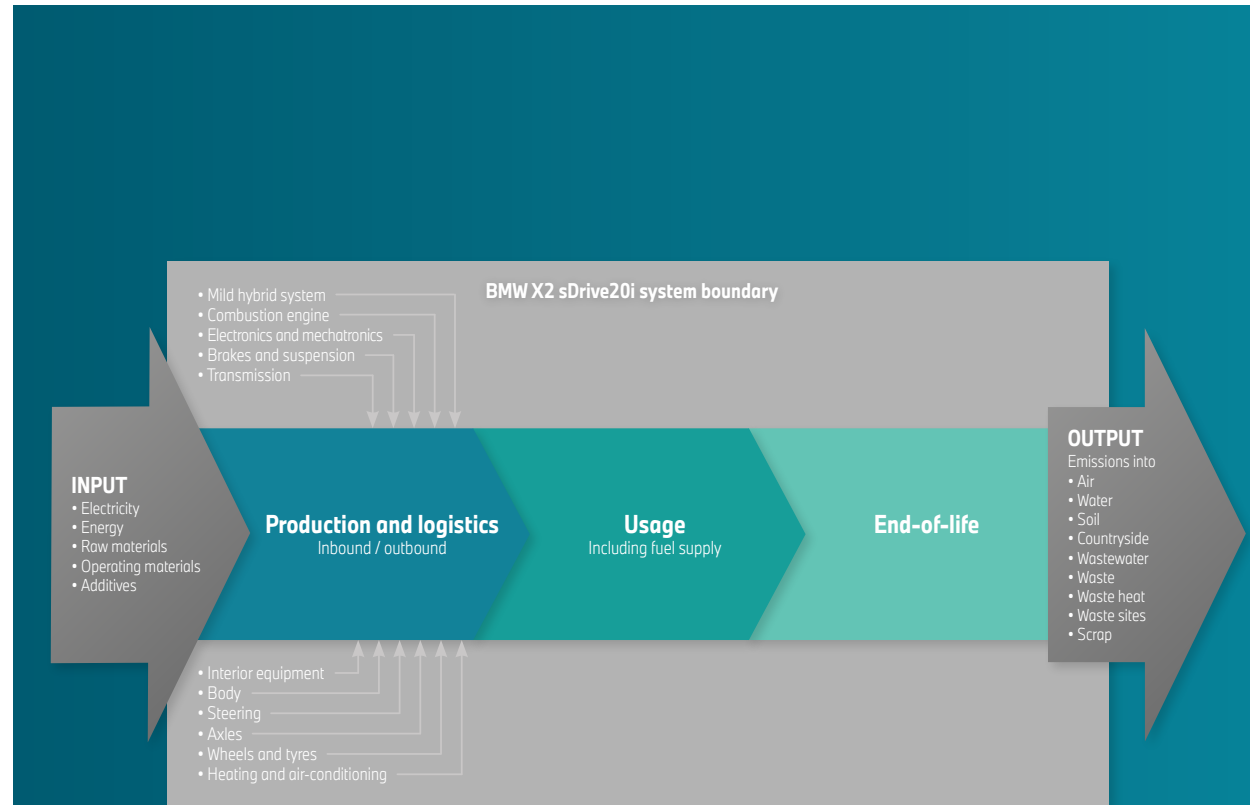 BMW X2 sDrive20i system boundary
• Mild hybrid system
• Combustion engine
• Electronics and mechatronics
• Brakes and suspension
• Transmission
INPUT
• Electricity
• Energy
• Raw materials
• Operating materials
• Additives
Production and logistics
Inbound / outbound
Usage
Including fuel supply
End-of-life
OUTPUT
Emissions into
• Air
• Water
• Soil
• Countryside
• Wastewater
• Waste
• Waste heat
• Waste sites
• Scrap
• Interior equipment
• Body
• Steering
• Axles
• Wheels and tyres
• Heating and air-conditioning